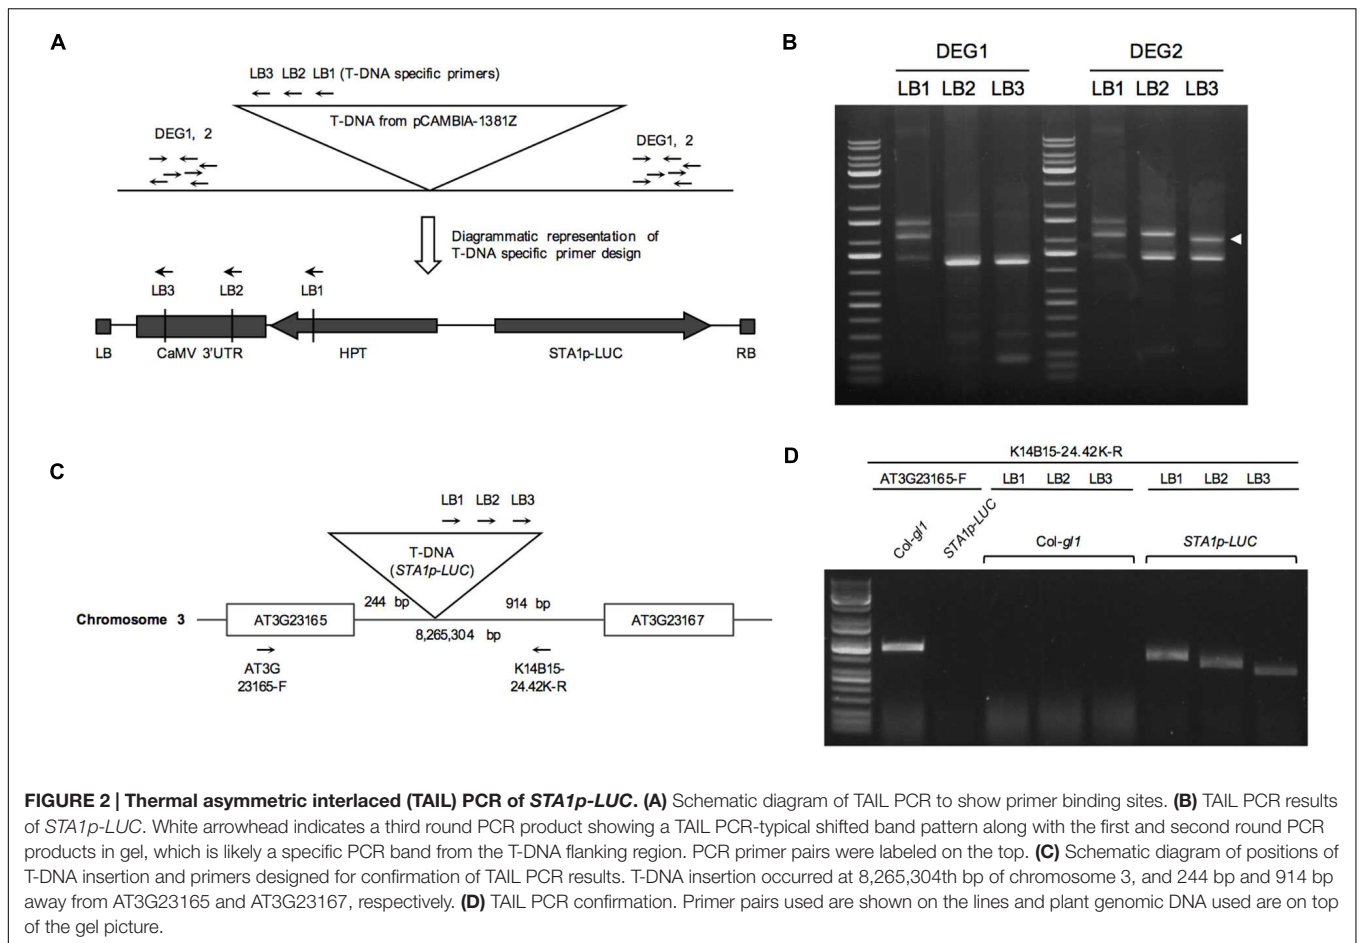 A
LB3 LB2 LB1 (T-DNA specific primers)
T-DNA from pCAMBIA-1381Z
DEG1, 2
DEG1, 2
Diagrammatic representation of
T-DNA specific primer design
LB3
LB2
LB1
LB
CaMV 3'UTR
HPT
STA1p-LUC
RB
B
DEG1
DEG2
LB1 LB2 LB3
LB1 LB2 LB3
C
LB1 LB2 LB3
T-DNA
(STA1p-LUC)
244 bp
914 bp
Chromosome 3
AT3G23165
AT3G23167
8,265,304 bp
AT3G
23165-F
K14B15-
24.42K-R
D
K14B15-24.42K-R
AT3G23165-F
LB1 LB2 LB3
LB1 LB2 LB3
Col-gl1
STA1p-LUC
Col-gl1
STA1p-LUC
FIGURE 2 | Thermal asymmetric interlaced (TAIL) PCR of STA1p-LUC. (A) Schematic diagram of TAIL PCR to show primer binding sites. (B) TAIL PCR results
of STA1p-LUC. White arrowhead indicates a third round PCR product showing a TAIL PCR-typical shifted band pattern along with the first and second round PCR
products in gel, which is likely a specific PCR band from the T-DNA flanking region. PCR primer pairs were labeled on the top. (C) Schematic diagram of positions of
T-DNA insertion and primers designed for confirmation of TAIL PCR results. T-DNA insertion occurred at 8,265,304th bp of chromosome 3, and 244 bp and 914 bp
away from AT3G23165 and AT3G23167, respectively. (D) TAIL PCR confirmation. Primer pairs used are shown on the lines and plant genomic DNA used are on top
of the gel picture.